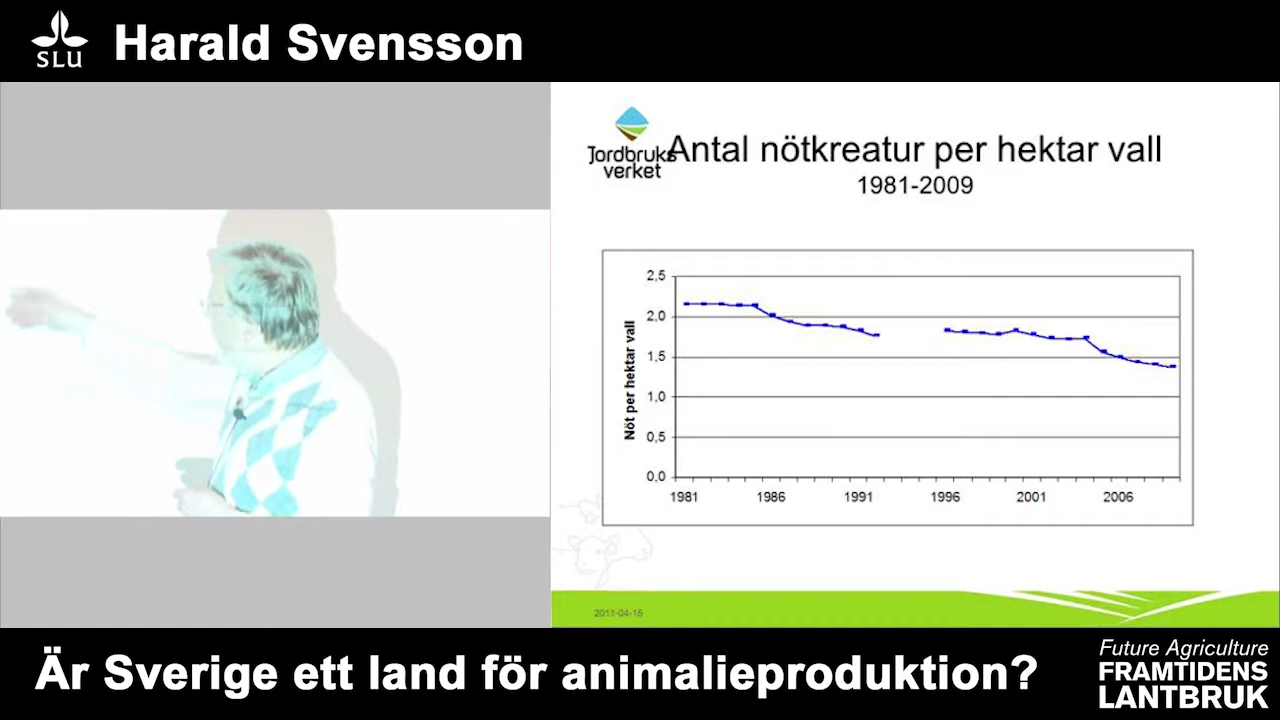 SLU
Harald Svensson
Jordbruks
verket
Antal nötkreatur per hektar vall
1981-2009
Nöt per hektar vall
2,5
2,0
1,5
1,0
0,5
0,0
1981 1986 1991 1996 2001 2006
2011-04-15
Är Sverige ett land för animalieproduktion?
Future Agriculture
FRAMTIDENS
LANTBRUK